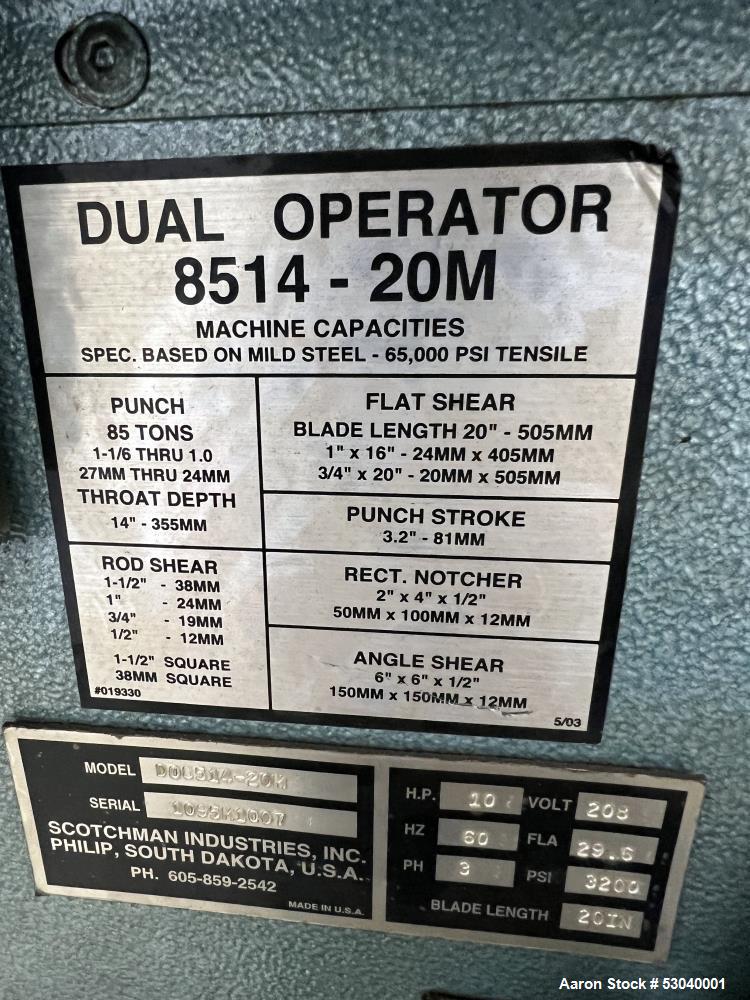 DUAL OPERATOR
8514 - 20M
MACHINE CAPACITIES
SPEC. BASED ON MILD STEEL - 65,000 PSI TENSILE
PUNCH
85 TONS
1-1/6 THRU 1.0
27MM THRU 24MM
THROAT DEPTH
14" - 355MM
ROD SHEAR
1-1/2" - 38MM
1" - 24MM
3/4" - 19MM
1/2" - 12MM
1-1/2" SQUARE
38MM SQUARE
#019330
FLAT SHEAR
BLADE LENGTH 20" - 505MM
1" x 16" - 24MM x 405MM
3/4" x 20" - 20MM x 505MM
PUNCH STROKE
3.2" - 81MM
RECT. NOTCHER
2" x 4" x 1/2"
50MM x 100MM x 12MM
ANGLE SHEAR
6" x 6" x 1/2"
150MM x 150MM x 12MM
5/03
MODEL DO8514-20M
SERIAL 1095M1007
SCOTCHMAN INDUSTRIES, INC.
PHILIP, SOUTH DAKOTA, U.S.A.
PH. 605-859-2542
MADE IN U.S.A.
H.P. 10 VOLT 208
HZ 60 FLA 29.6
PH 3 PSI 3200
BLADE LENGTH 20IN
Aaron Stock # 53040001